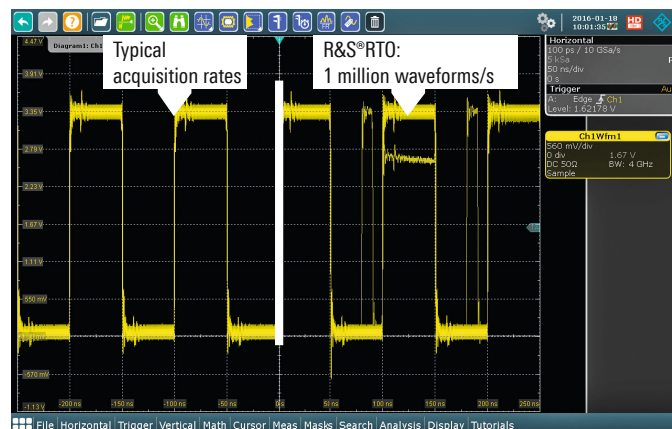 2016-01-18
HD
10:01:35
4.47 V
Diagram1: Ch1
Typical
acquisition rates
R&S®RTO:
1 million waveforms/s
Horizontal
100 ps / 10 GSa/s
5 kSa
50 ns/div
0 s
Trigger
Au
A: Edge Ch1
Level: 1.62178 V
Ch1Wfm1
560 mV/div
0 div 1.67 V
DC 50Ω BW: 4 GHz
Sample
3.91 V
3.35 V
2.79 V
2.23 V
1.67 V
1.11 V
550 mV
-570 mV
-1.13 V
-200 ns
-150 ns
-100 ns
-50 ns
0 s
50 ns
100 ns
150 ns
200 ns
250 ns
File Horizontal Trigger Vertical Math Cursor Meas Masks Search Analysis Display Tutorials